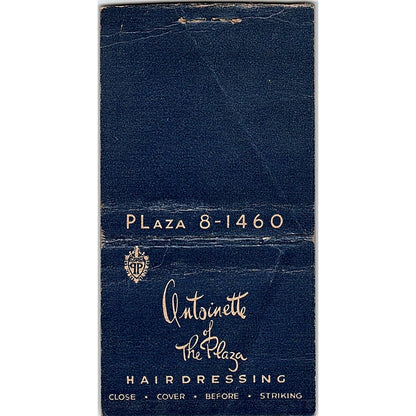 PLAZA 8-1460
Antoinette
of
The Plaza
HAIRDRESSING
CLOSE • COVER • BEFORE • STRIKING